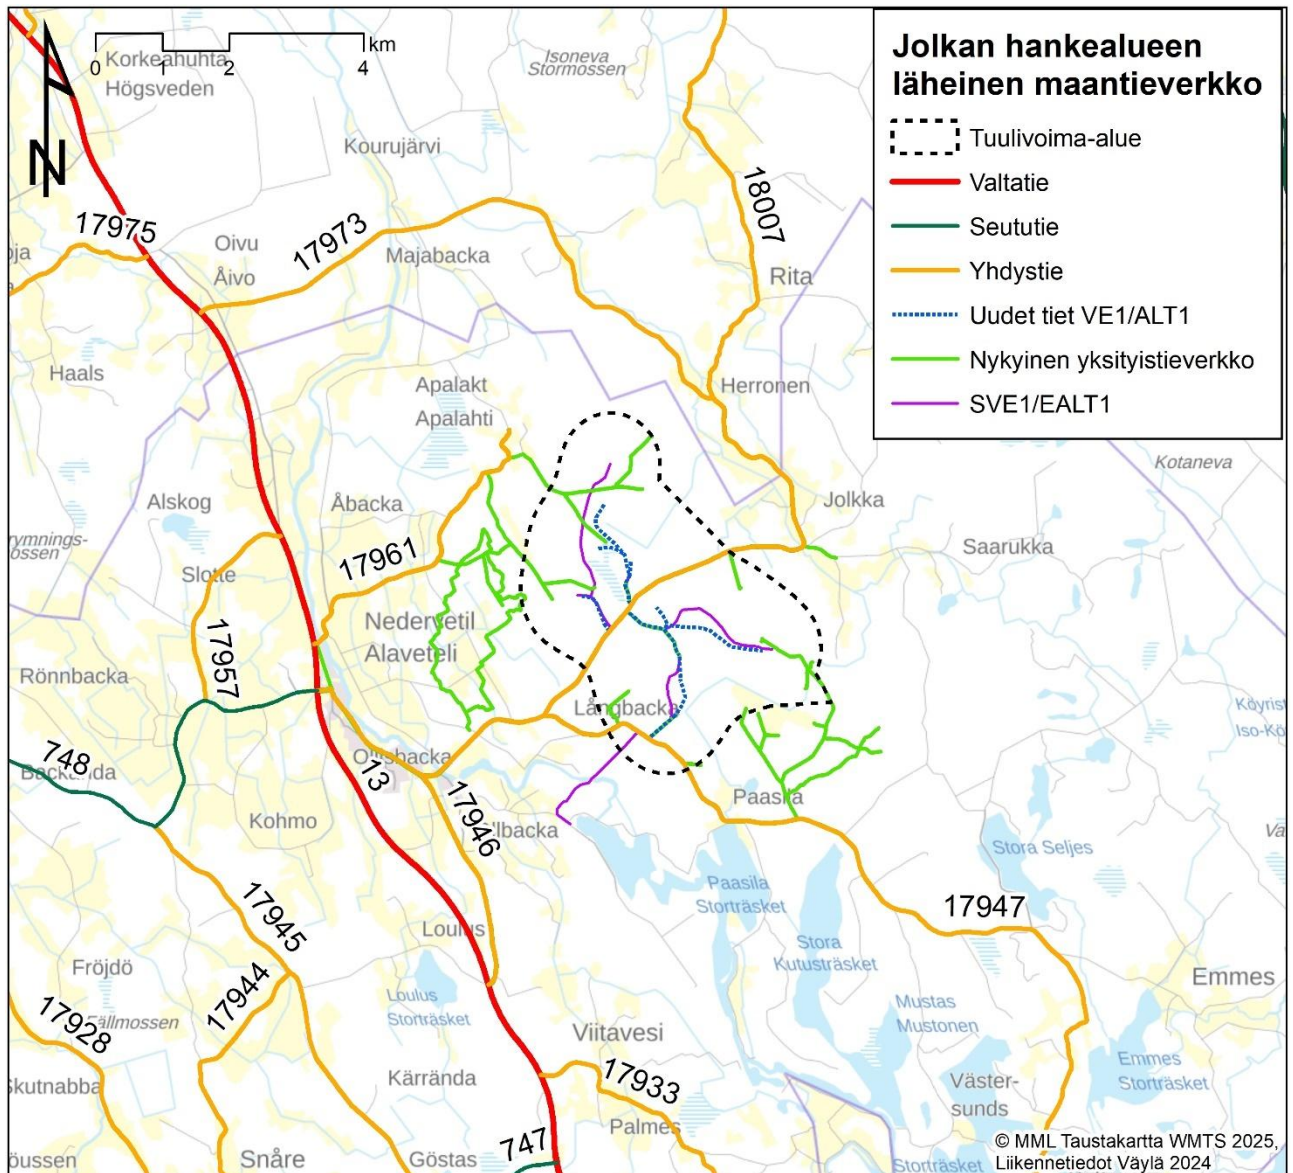 Jolkan hankealueen
läheinen maantieverkko
Tuulivoima-alue
Valtatie
Seututie
Yhdystie
Uudet tiet VE1/ALT1
Nykyinen yksityistieverkko
SVE1/EALT1
km
0 1 2 4
N
Korkeahuhta
Högsveden
Isoneva
Stormossen
Kourujärvi
18007
17975
Oivu
Åivo
17973
Majabacka
Rita
Haals
Apalakt
Apalahti
Herronen
Kotaneva
Alskog
Åbacka
Jolkka
Saarukka
17961
Slotte
Nedervetil
Alaveteli
17957
Rönnbacka
Långbacka
748
Backända
13
17946
Paasila
Kohmo
Stora Seljes
Paasila
Storträsket
17945
17947
Loulus
Stora
Kutusträsket
Fröjdö
17944
Emmes
Loulus
Storträsket
Mustas
Mustonen
17928
Fällmossen
Viitavesi
Emmes
Storträsket
Kärrända
17933
Väster-
sunds
Palmes
747
Snåre
Göstas
Storträsket
© MML Taustakartta WMTS 2025,
Liikennetiedot Väylä 2024